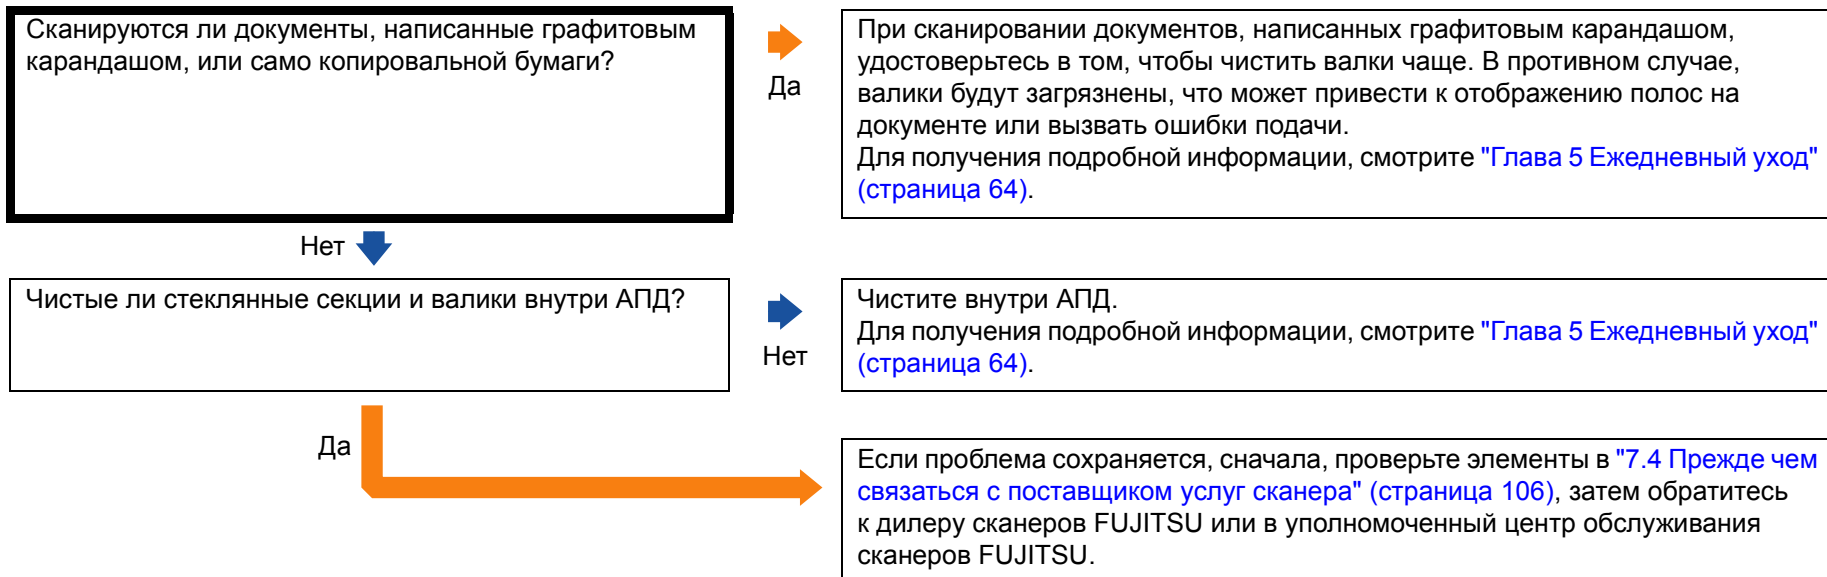 Сканируются ли документы, написанные графитовым
карандашом, или само копировальной бумаги?
Да
При сканировании документов, написанных графитовым карандашом,
удостоверьтесь в том, чтобы чистить валки чаще. В противном случае,
валики будут загрязнены, что может привести к отображению полос на
документе или вызвать ошибки подачи.
Для получения подробной информации, смотрите "Глава 5 Ежедневный уход"
(страница 64).
Нет
Чистые ли стеклянные секции и валики внутри АПД?
Нет
Чистите внутри АПД.
Для получения подробной информации, смотрите "Глава 5 Ежедневный уход"
(страница 64).
Да
Если проблема сохраняется, сначала, проверьте элементы в "7.4 Прежде чем
связаться с поставщиком услуг сканера" (страница 106), затем обратитесь
к дилеру сканеров FUJITSU или в уполномоченный центр обслуживания
сканеров FUJITSU.